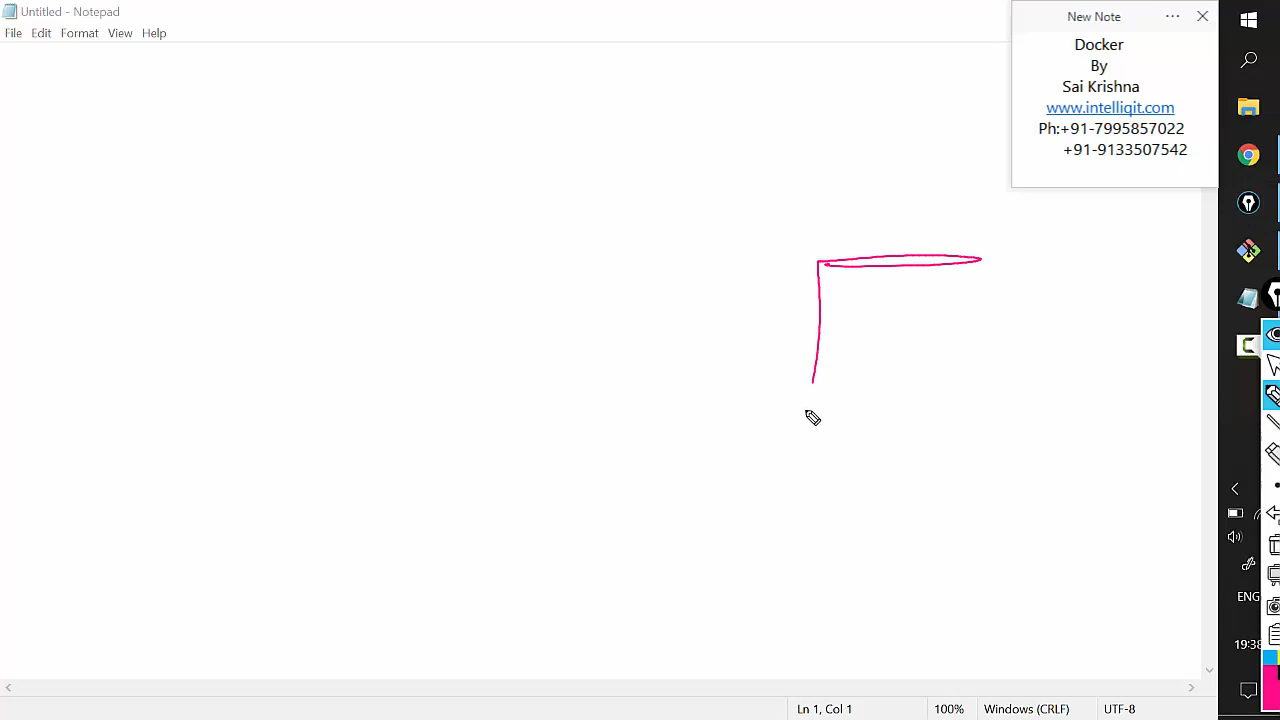 Untitled - Notepad
File Edit Format View Help
New Note
Docker
By
Sai Krishna
www.intelliqit.com
Ph:+91-7995857022
+91-9133507542
ENG
19:38
Ln 1, Col 1 100% Windows (CRLF) UTF-8